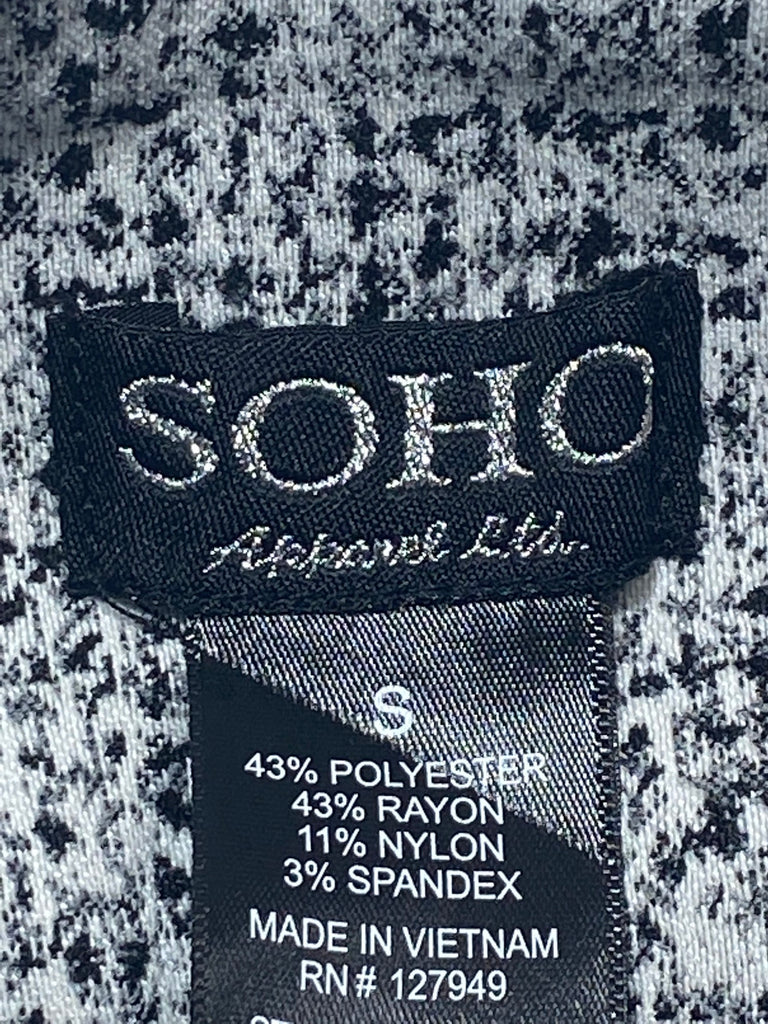 SOHO
Apparel Ltd.
S
43% POLYESTER
43% RAYON
11% NYLON
3% SPANDEX
MADE IN VIETNAM
RN# 127949